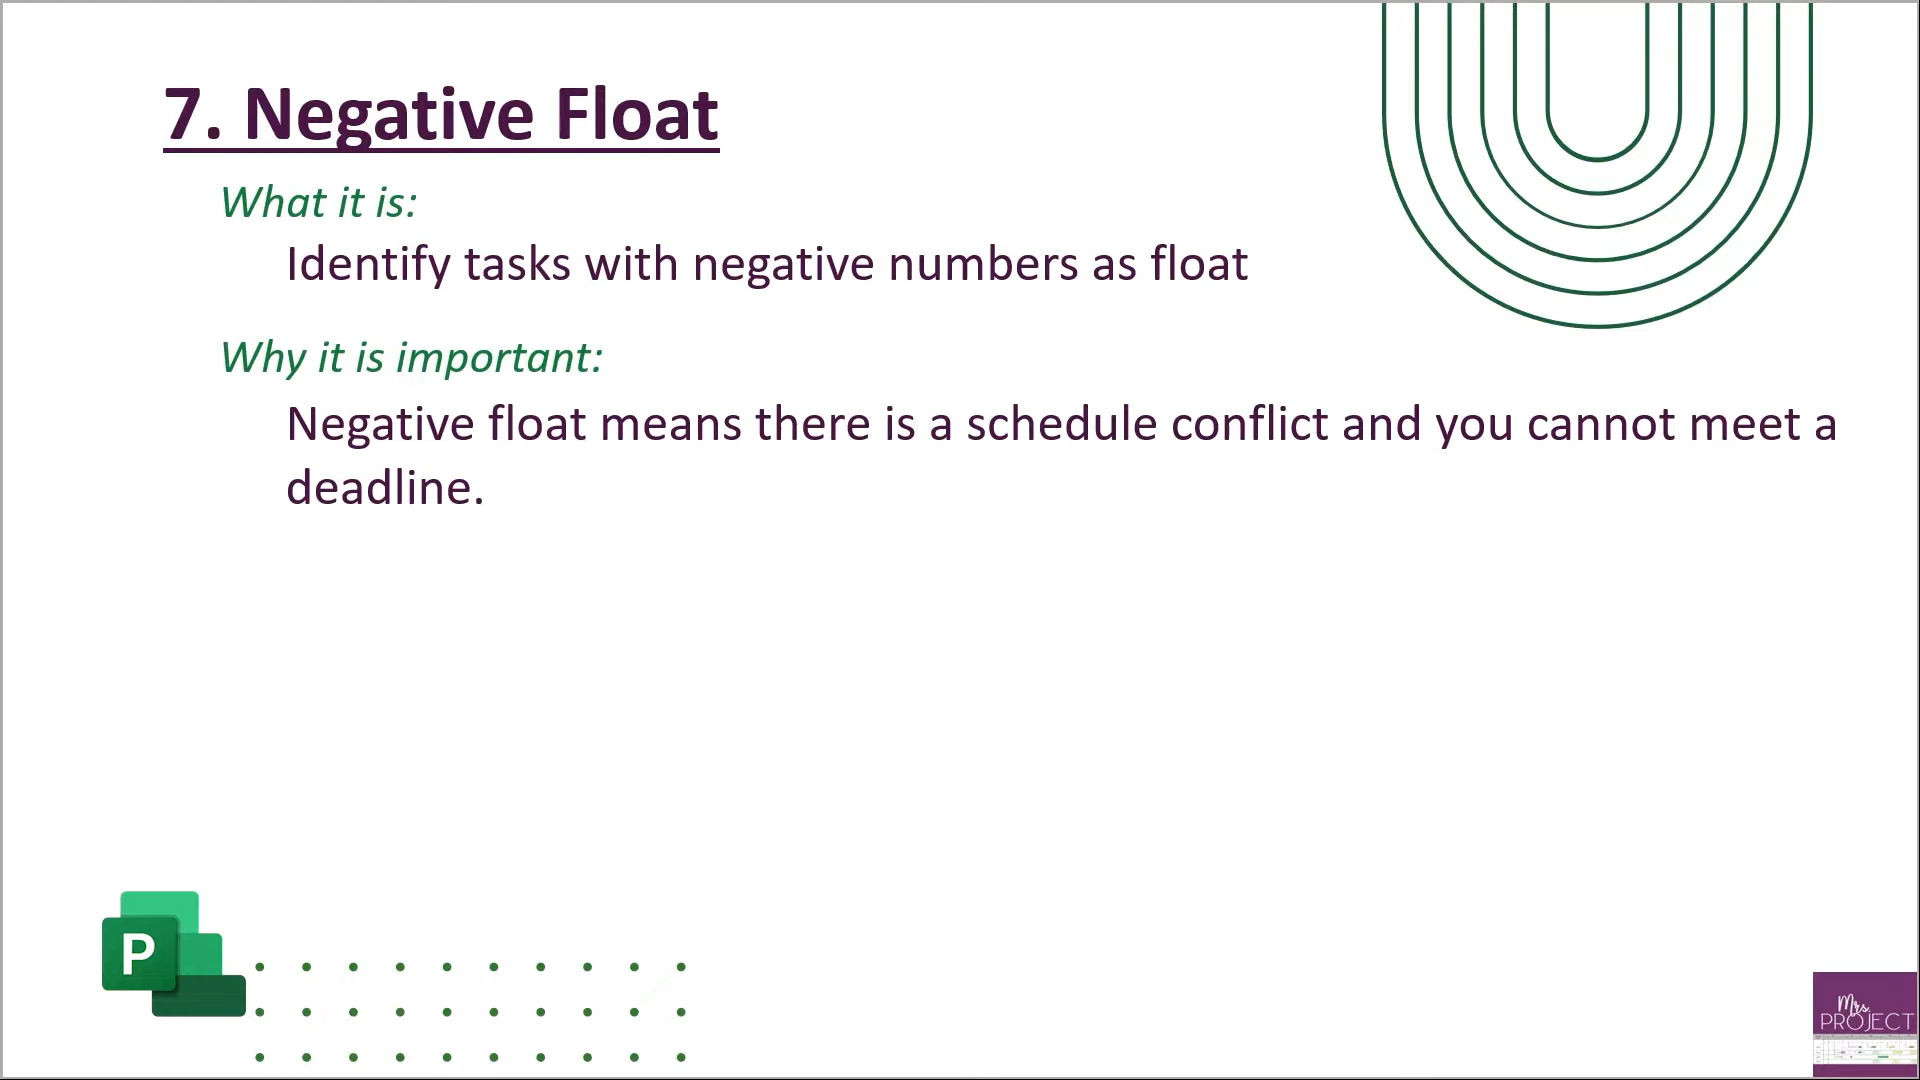 7. Negative Float
What it is:
Identify tasks with negative numbers as float
Why it is important:
Negative float means there is a schedule conflict and you cannot meet a
deadline.
P
Mrs.
PROJECT